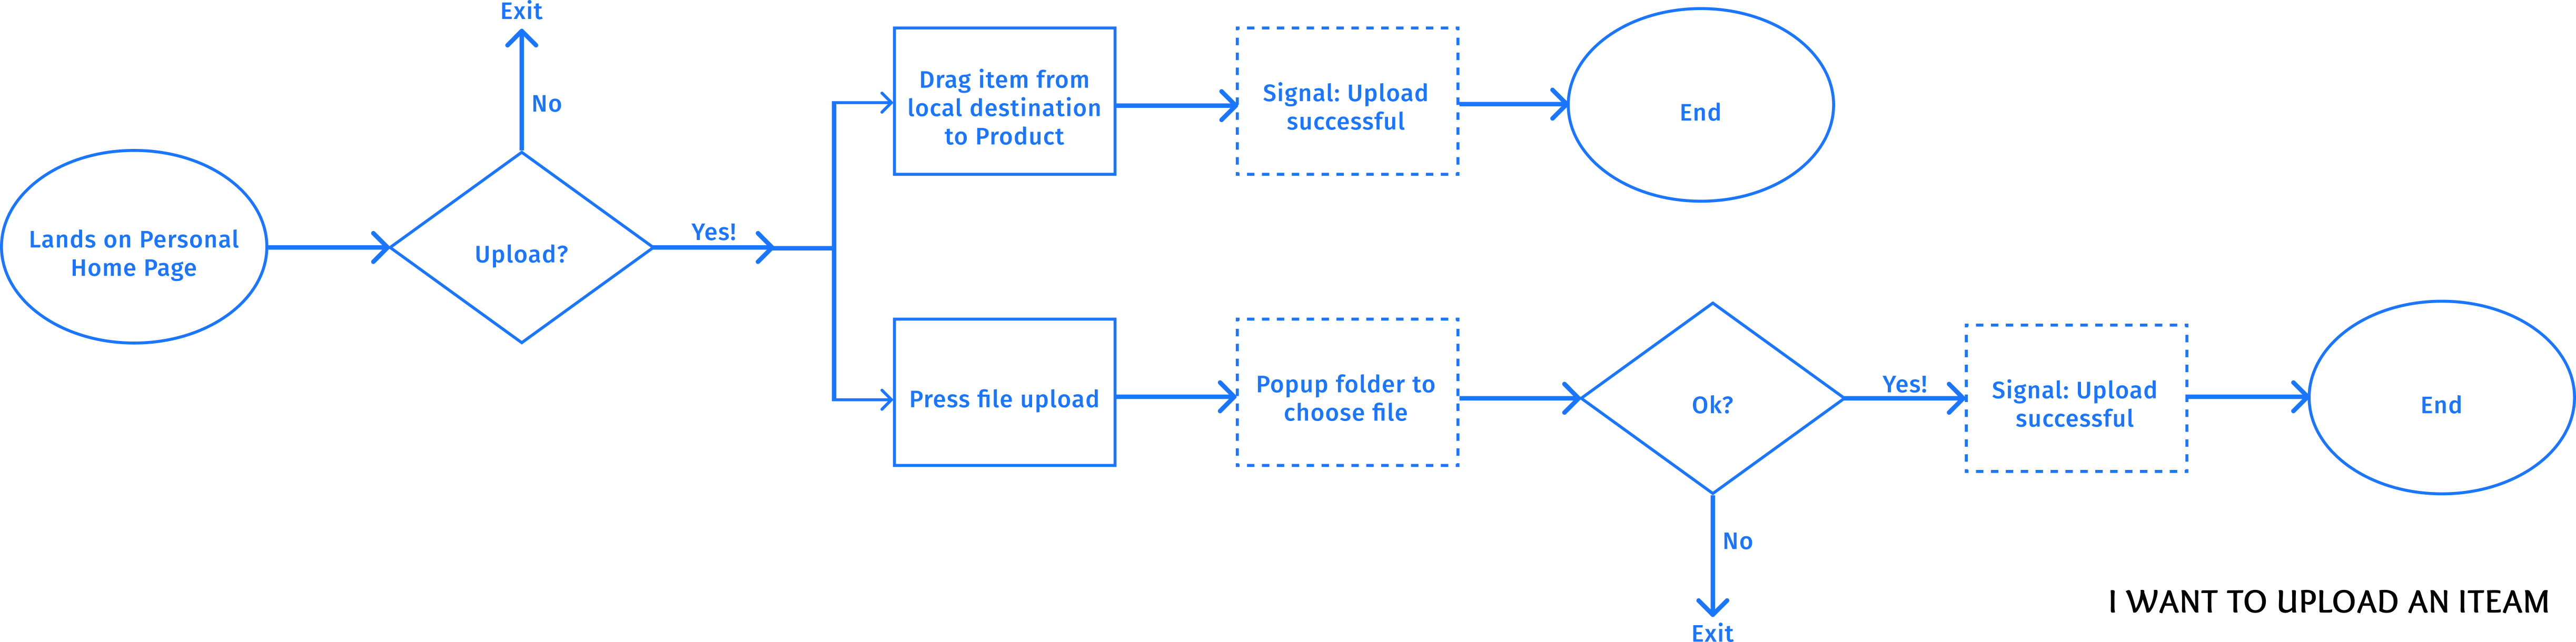 Exit
No
Lands on Personal
Home Page
Upload?
Yes!
Drag item from
local destination
to Product
Signal: Upload
successful
End
Press file upload
Popup folder to
choose file
Ok?
Yes!
Signal: Upload
successful
End
No
Exit
I WANT TO UPLOAD AN ITEAM